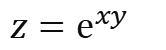 z = e^{xy}